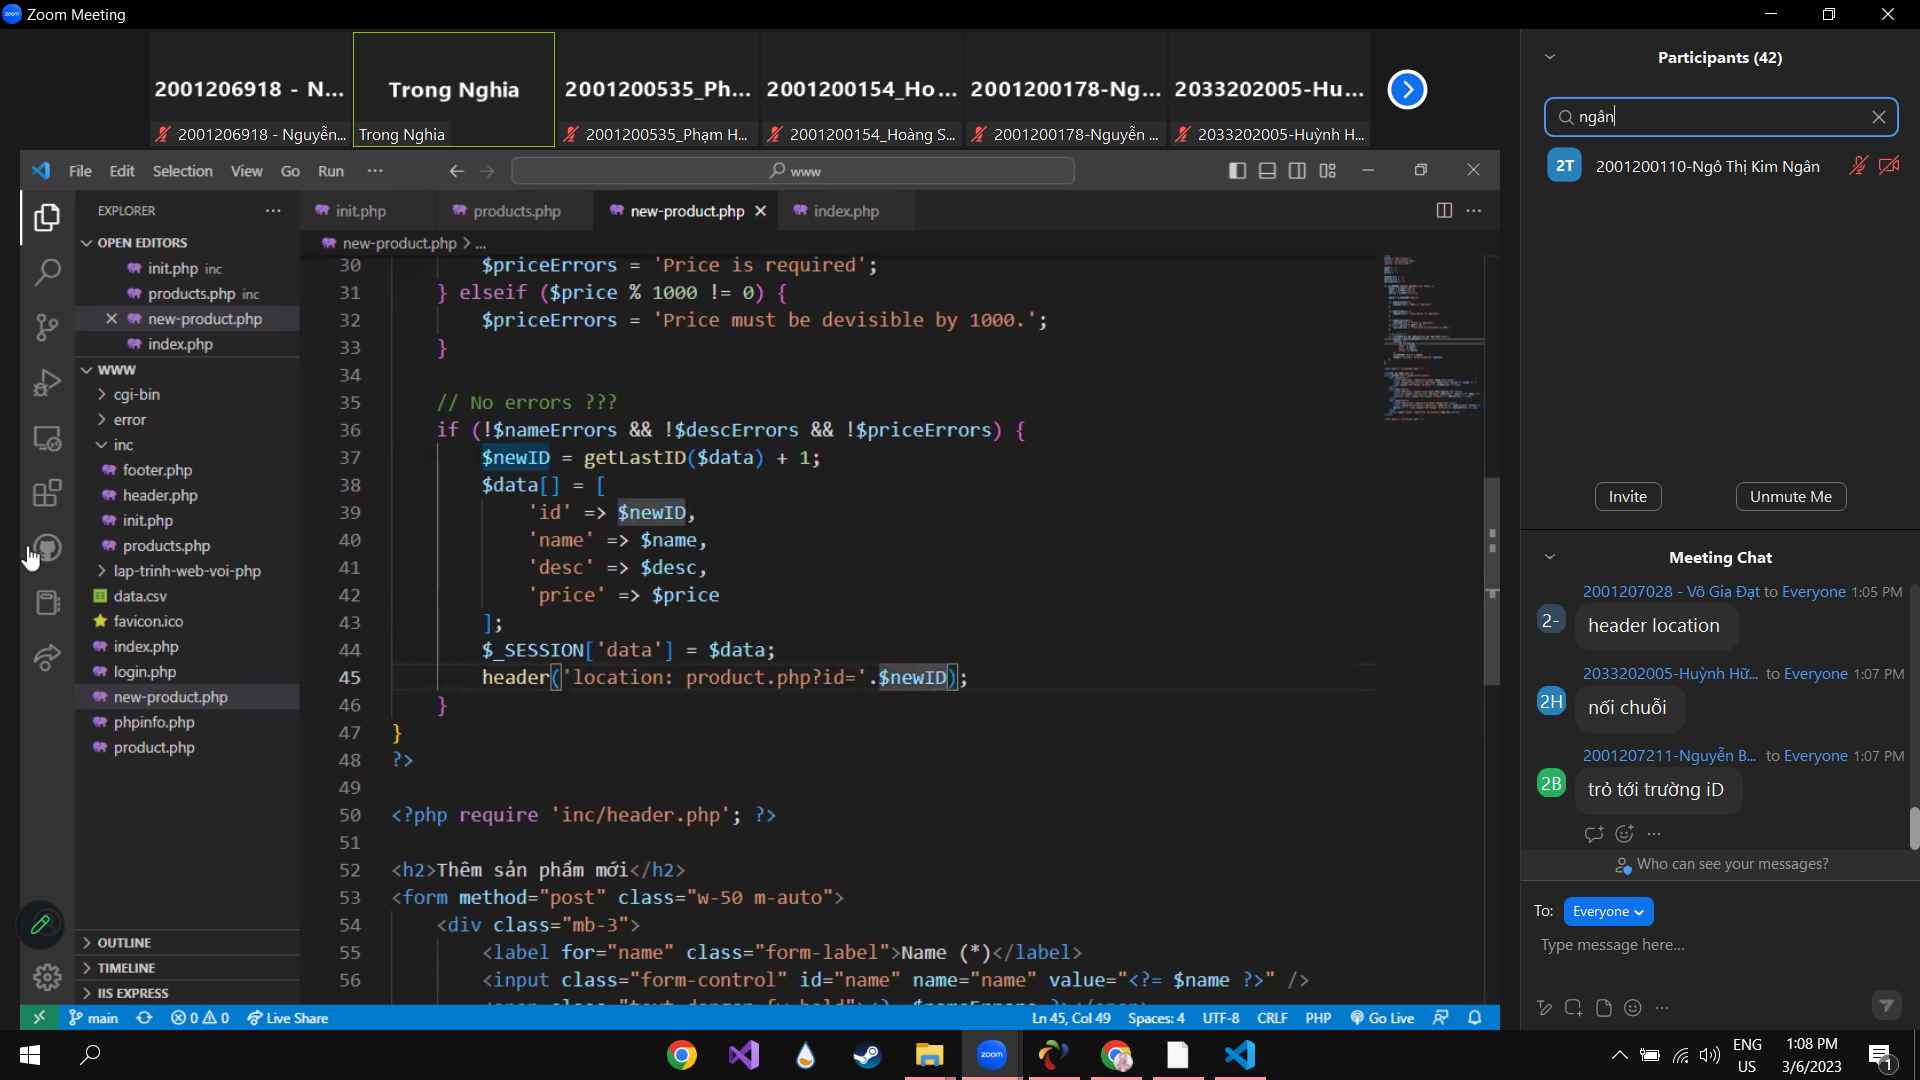 Zoom Meeting
2001206918 - N...
Trong Nghia
2001200535_Ph...
2001200154_Ho...
2001200178-Ng...
2033202005-Hu...
2001206918 - Nguyễn...
Trong Nghia
2001200535_Phạm H...
2001200154_Hoàng S...
2001200178-Nguyễn ...
2033202005-Huỳnh H...
File Edit Selection View Go Run ...
www
EXPLORER ...
OPEN EDITORS
init.php inc
products.php inc
new-product.php
index.php
WWW
cgi-bin
error
inc
footer.php
header.php
init.php
products.php
lap-trinh-web-voi-php
data.csv
favicon.ico
index.php
login.php
new-product.php
phpinfo.php
product.php
OUTLINE
TIMELINE
IIS EXPRESS
init.php products.php new-product.php index.php
new-product.php > ...
30 $priceErrors = 'Price is required';
31 } elseif ($price % 1000 != 0) {
32 $priceErrors = 'Price must be devisible by 1000.';
33 }
34
35 // No errors ???
36 if (!$nameErrors && !$descErrors && !$priceErrors) {
37 $newID = getLastID($data) + 1;
38 $data[] = [
39 'id' => $newID,
40 'name' => $name,
41 'desc' => $desc,
42 'price' => $price
43 ];
44 $_SESSION['data'] = $data;
45 header('location: product.php?id='.$newID);
46 }
47 }
48 ?>
49
50 <?php require 'inc/header.php'; ?>
51
52 <h2>Thêm sản phẩm mới</h2>
53 <form method="post" class="w-50 m-auto">
54 <div class="mb-3">
55 <label for="name" class="form-label">Name (*)</label>
56 <input class="form-control" id="name" name="name" value="<?= $name ?>" />
main 0 0 Live Share
Ln 45, Col 49 Spaces: 4 UTF-8 CRLF PHP Go Live
Participants (42)
ngân
2T 2001200110-Ngô Thị Kim Ngân
Invite Unmute Me
Meeting Chat
2001207028 - Võ Gia Đạt to Everyone 1:05 PM
2- header location
2033202005-Huỳnh Hữ... to Everyone 1:07 PM
2H nối chuỗi
2001207211-Nguyễn B... to Everyone 1:07 PM
2B trỏ tới trường iD
Who can see your messages?
To: Everyone
Type message here...
zoom
ENG
US
1:08 PM
3/6/2023
1